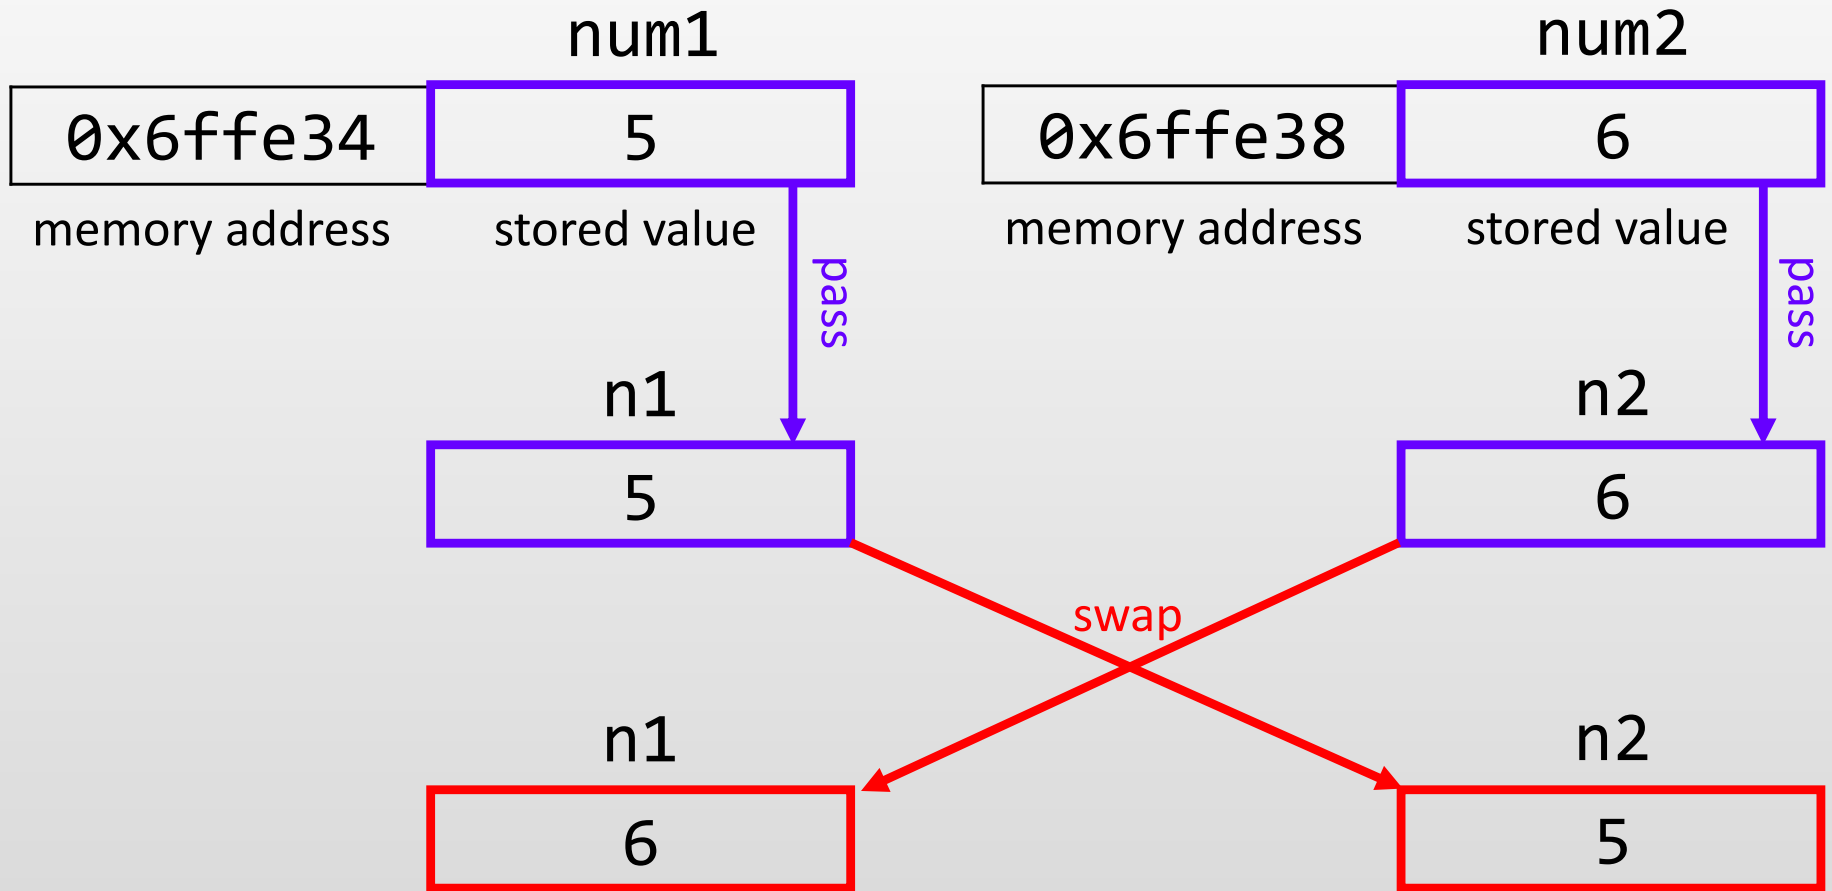 num1 num2
0x6ffe34 5 0x6ffe38 6
memory address stored value memory address stored value
pass pass
n1 n2
5 6
swap
n1 n2
6 5